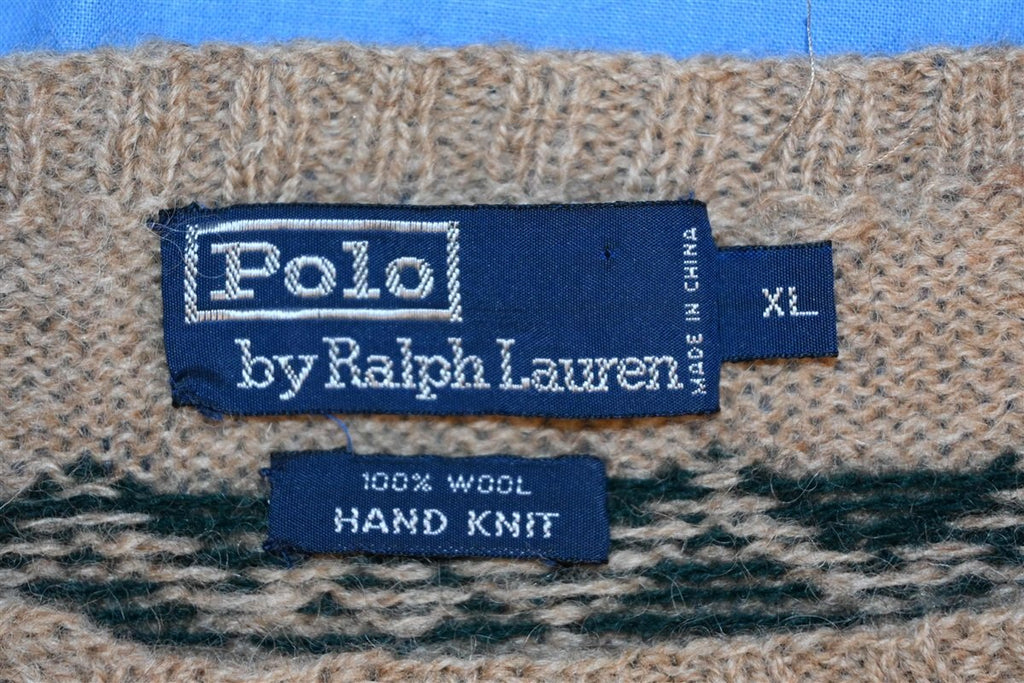 Polo
by Ralph Lauren
MADE IN CHINA
XL
100% WOOL
HAND KNIT